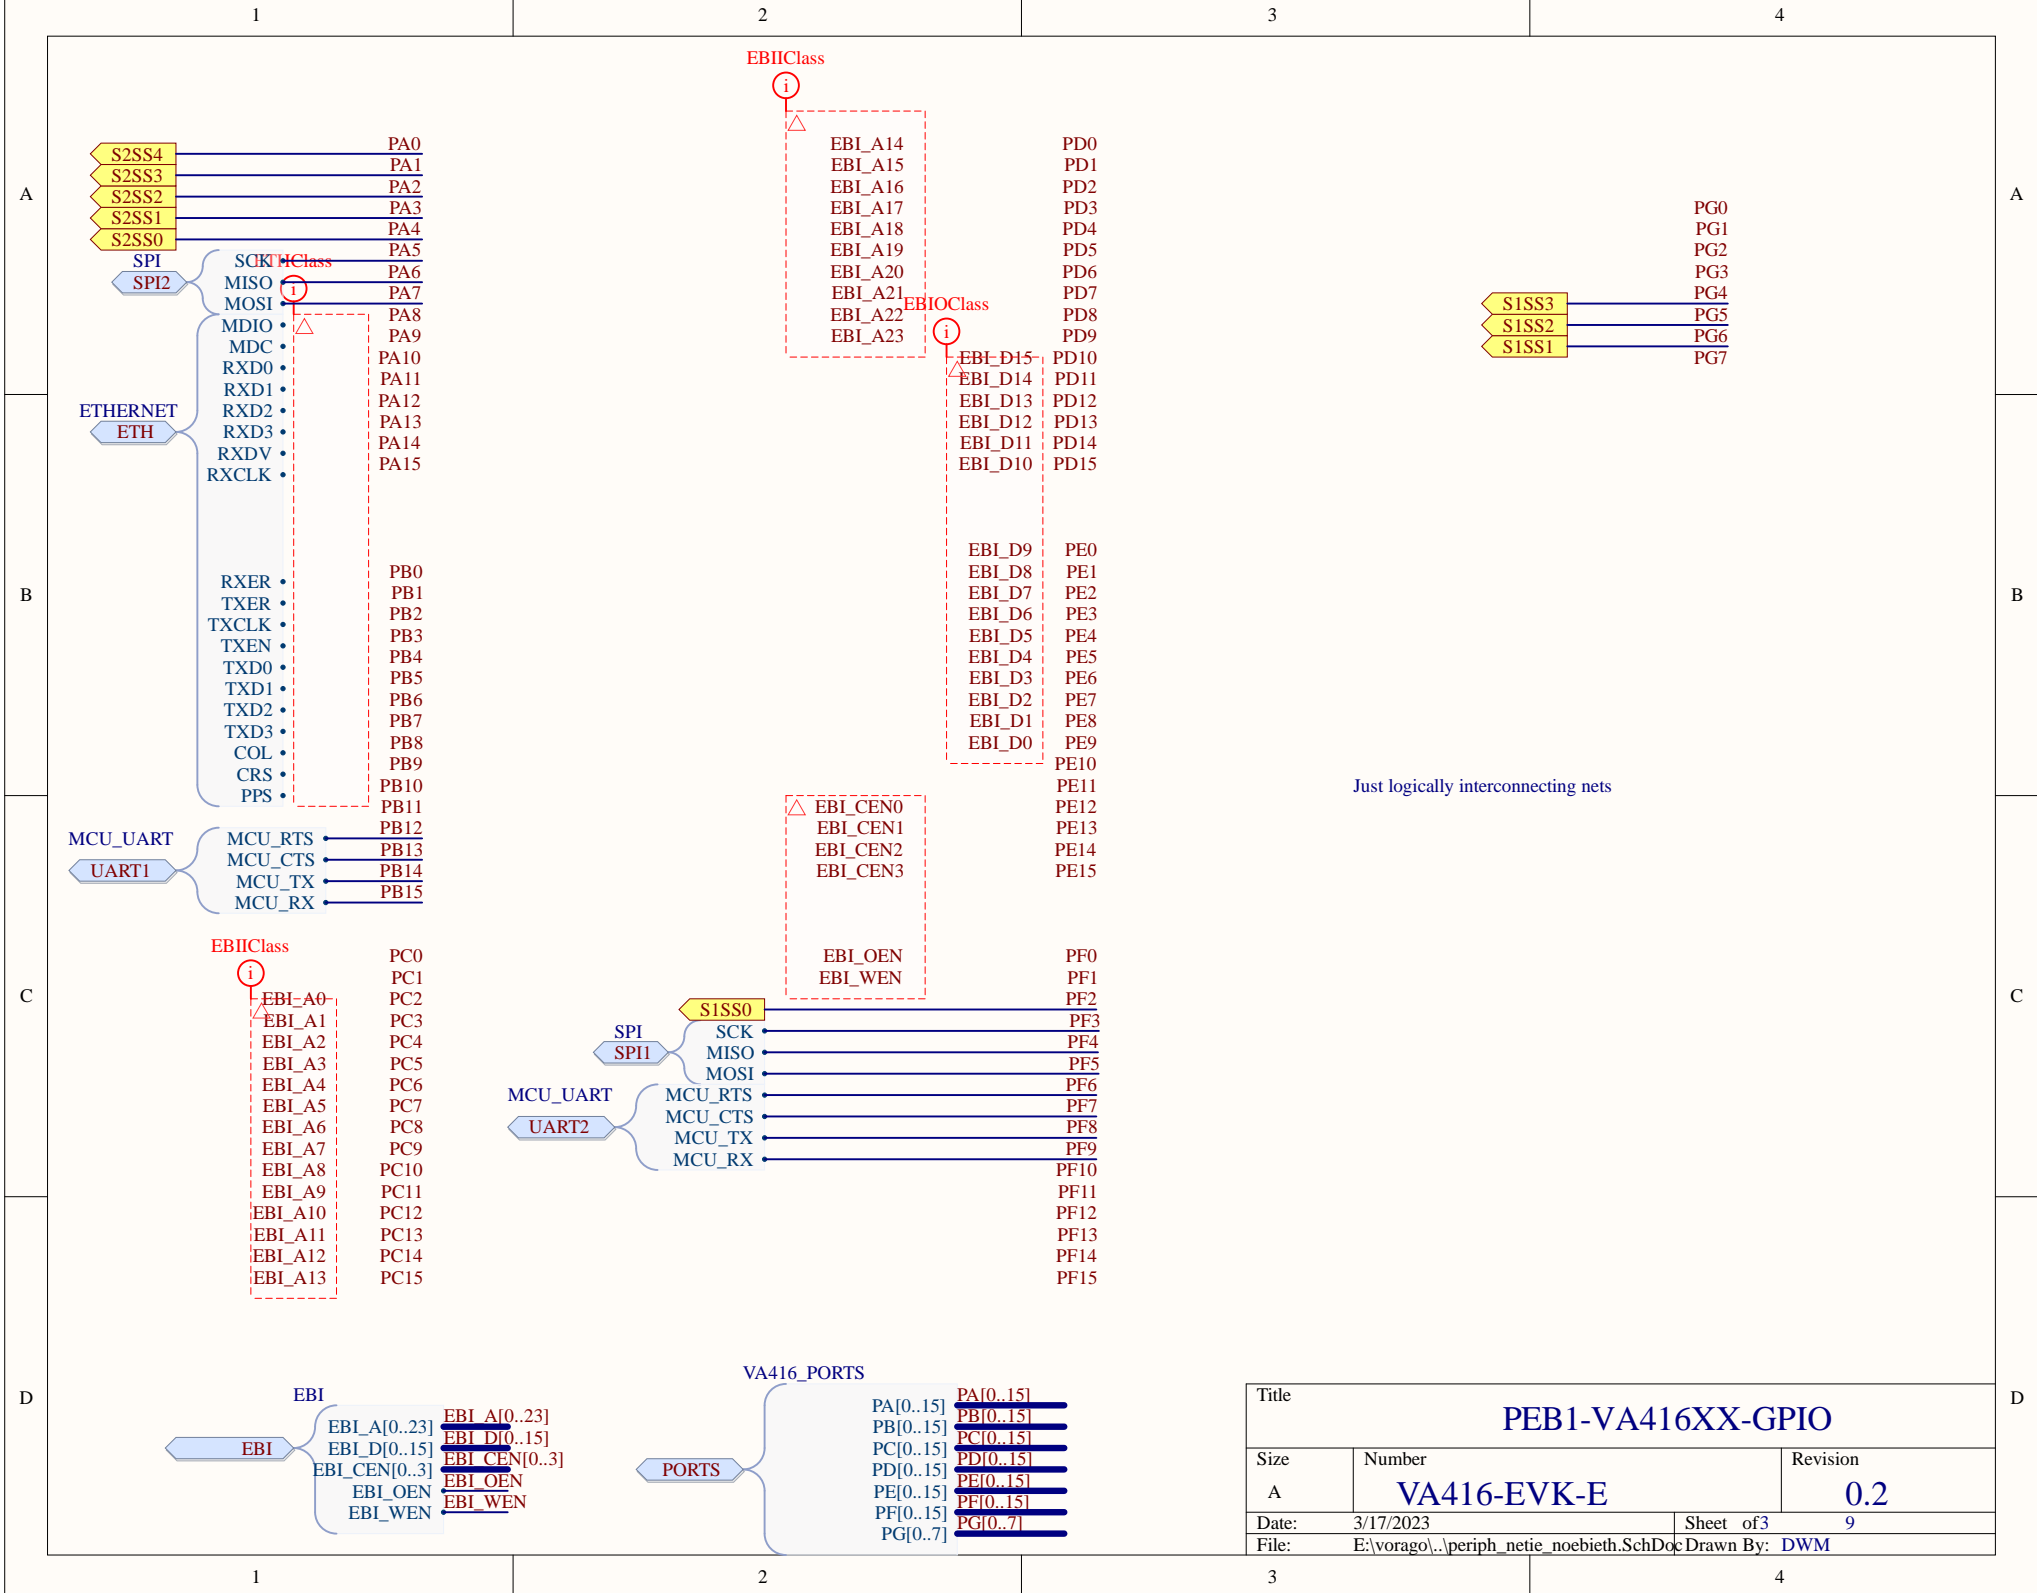 1 2 3 4
A
B
C
D
A
B
C
D
1 2 3 4
S2SS4 PA0
S2SS3 PA1
S2SS2 PA2
S2SS1 PA3
S2SS0 PA4
SPI
SPI2
SCK PA5
MISO PA6
MOSI PA7
ETHClass
i
ETHERNET
ETH
MDIO PA8
MDC PA9
RXD0 PA10
RXD1 PA11
RXD2 PA12
RXD3 PA13
RXDV PA14
RXCLK PA15
RXER PB0
TXER PB1
TXCLK PB2
TXEN PB3
TXD0 PB4
TXD1 PB5
TXD2 PB6
TXD3 PB7
COL PB8
CRS PB9
PPS PB10
PB11
MCU_UART
UART1
MCU_RTS PB12
MCU_CTS PB13
MCU_TX PB14
MCU_RX PB15
EBIIClass
i
PC0
PC1
EBI_A0 PC2
EBI_A1 PC3
EBI_A2 PC4
EBI_A3 PC5
EBI_A4 PC6
EBI_A5 PC7
EBI_A6 PC8
EBI_A7 PC9
EBI_A8 PC10
EBI_A9 PC11
EBI_A10 PC12
EBI_A11 PC13
EBI_A12 PC14
EBI_A13 PC15
EBIIClass
i
EBI_A14 PD0
EBI_A15 PD1
EBI_A16 PD2
EBI_A17 PD3
EBI_A18 PD4
EBI_A19 PD5
EBI_A20 PD6
EBI_A21 PD7
EBI_A22 PD8
EBI_A23 PD9
EBIOClass
i
EBI_D15 PD10
EBI_D14 PD11
EBI_D13 PD12
EBI_D12 PD13
EBI_D11 PD14
EBI_D10 PD15
EBI_D9 PE0
EBI_D8 PE1
EBI_D7 PE2
EBI_D6 PE3
EBI_D5 PE4
EBI_D4 PE5
EBI_D3 PE6
EBI_D2 PE7
EBI_D1 PE8
EBI_D0 PE9
PE10
PE11
EBI_CEN0 PE12
EBI_CEN1 PE13
EBI_CEN2 PE14
EBI_CEN3 PE15
EBI_OEN PF0
EBI_WEN PF1
S1SS0 PF2
SPI
SPI1
SCK PF3
MISO PF4
MOSI PF5
MCU_UART
UART2
MCU_RTS PF6
MCU_CTS PF7
MCU_TX PF8
MCU_RX PF9
PF10
PF11
PF12
PF13
PF14
PF15
PG0
PG1
PG2
PG3
S1SS3 PG4
S1SS2 PG5
S1SS1 PG6
PG7
Just logically interconnecting nets
EBI
EBI
EBI_A[0..23] EBI_A[0..23]
EBI_D[0..15] EBI_D[0..15]
EBI_CEN[0..3] EBI_CEN[0..3]
EBI_OEN EBI_OEN
EBI_WEN EBI_WEN
VA416_PORTS
PORTS
PA[0..15] PA[0..15]
PB[0..15] PB[0..15]
PC[0..15] PC[0..15]
PD[0..15] PD[0..15]
PE[0..15] PE[0..15]
PF[0..15] PF[0..15]
PG[0..7] PG[0..7]
Title
PEB1-VA416XX-GPIO
Size Number Revision
A VA416-EVK-E 0.2
Date: 3/17/2023 Sheet of3 9
File: E:\vorago\..\periph_netie_noebieth.SchDoc Drawn By: DWM